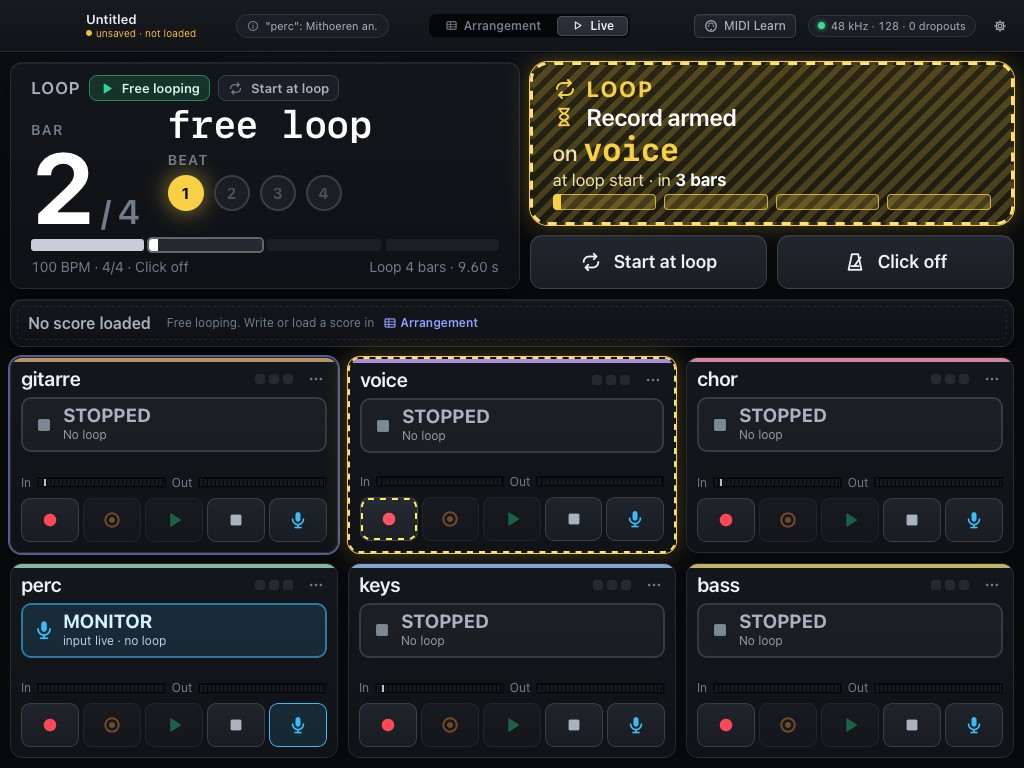 Untitled
unsaved · not loaded
"perc": Mithoeren an.
Arrangement
Live
MIDI Learn
48 kHz · 128 · 0 dropouts
LOOP
Free looping
Start at loop
BAR
free loop
BEAT
2 / 4
1 2 3 4
100 BPM · 4/4 · Click off
Loop 4 bars · 9.60 s
LOOP
Record armed
on voice
at loop start · in 3 bars
Start at loop
Click off
No score loaded
Free looping. Write or load a score in Arrangement
gitarre
STOPPED
No loop
In
Out
voice
STOPPED
No loop
In
Out
chor
STOPPED
No loop
In
Out
perc
MONITOR
input live · no loop
In
Out
keys
STOPPED
No loop
In
Out
bass
STOPPED
No loop
In
Out